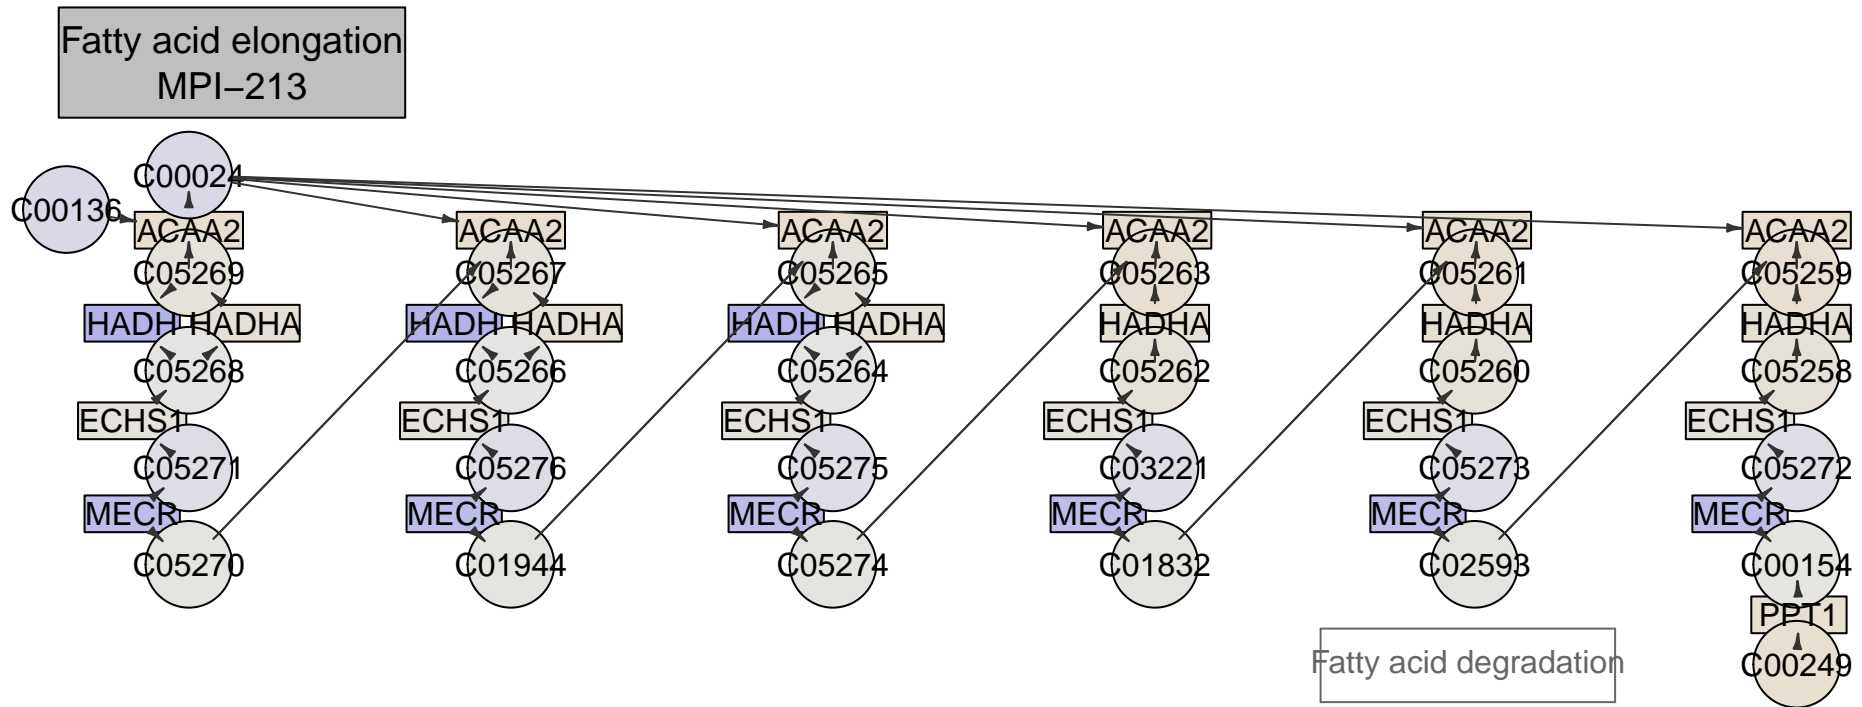 Fatty acid elongation
MPI–213
C00024
C00136
ACAA2 ACAA2 ACAA2 ACAA2 ACAA2 ACAA2
C05269 C05267 C05265 C05263 C05261 C05259
HADH HADHA HADH HADHA HADH HADHA HADHA HADHA HADHA
C05268 C05266 C05264 C05262 C05260 C05258
ECHS1 ECHS1 ECHS1 ECHS1 ECHS1 ECHS1
C05271 C05276 C05275 C03221 C05273 C05272
MECR MECR MECR MECR MECR MECR
C05270 C01944 C05274 C01832 C02593 C00154
PPT1
Fatty acid degradation C00249